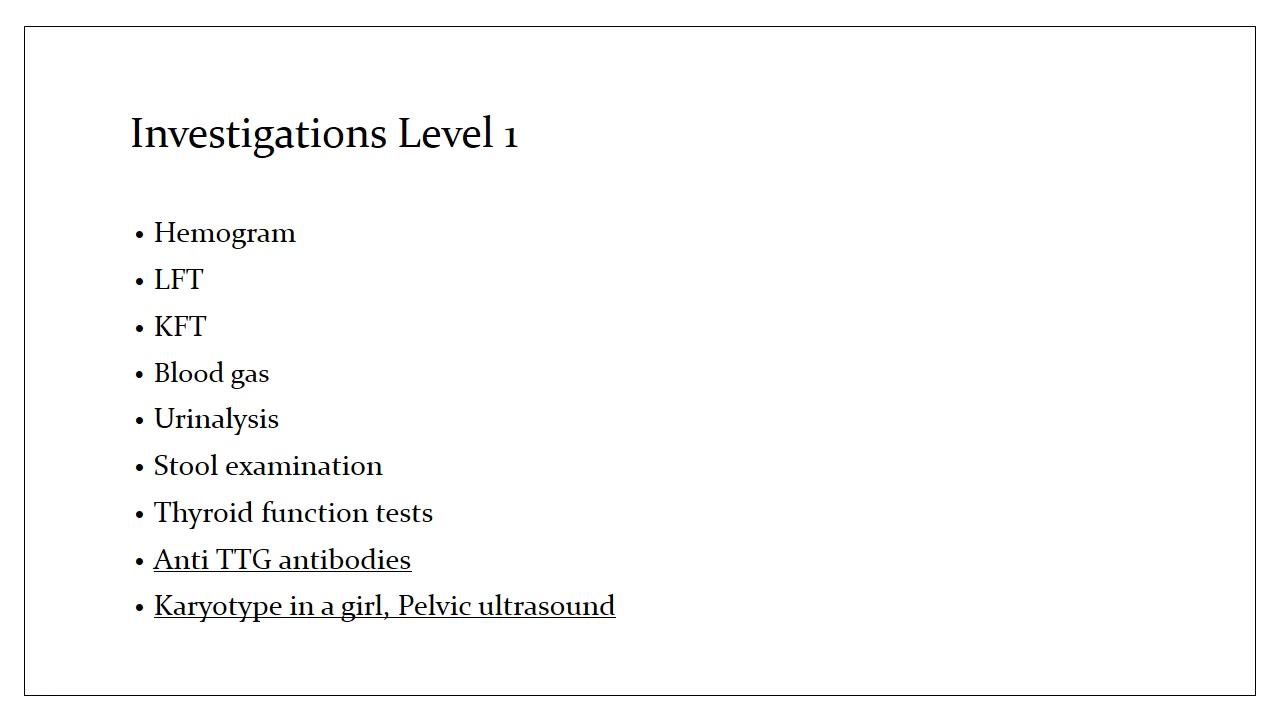 Investigations Level 1
• Hemogram
• LFT
• KFT
• Blood gas
• Urinalysis
• Stool examination
• Thyroid function tests
• Anti TTG antibodies
• Karyotype in a girl, Pelvic ultrasound